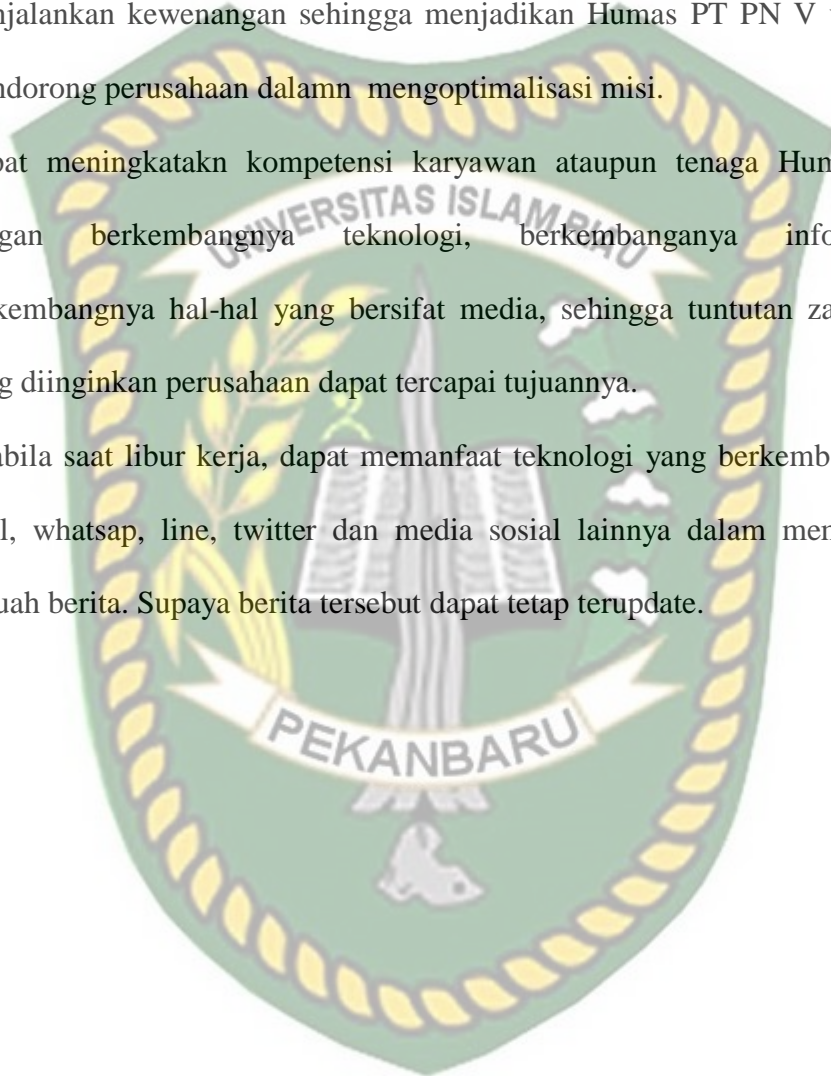 njalankan kewenangan sehingga menjadikan Humas PT PN V
ndorong perusahaan dalamn mengoptimalisasi misi.
pat meningkatakn kompetensi karyawan ataupun tenaga Hum
UNIVERSITAS ISLAM RIAU
gan berkembangnya teknologi, berkembanganya info
kembangnya hal-hal yang bersifat media, sehingga tuntutan za
g diinginkan perusahaan dapat tercapai tujuannya.
abila saat libur kerja, dapat memanfaat teknologi yang berkemb
l, whatsap, line, twitter dan media sosial lainnya dalam men
uah berita. Supaya berita tersebut dapat tetap terupdate.
PEKANBARU